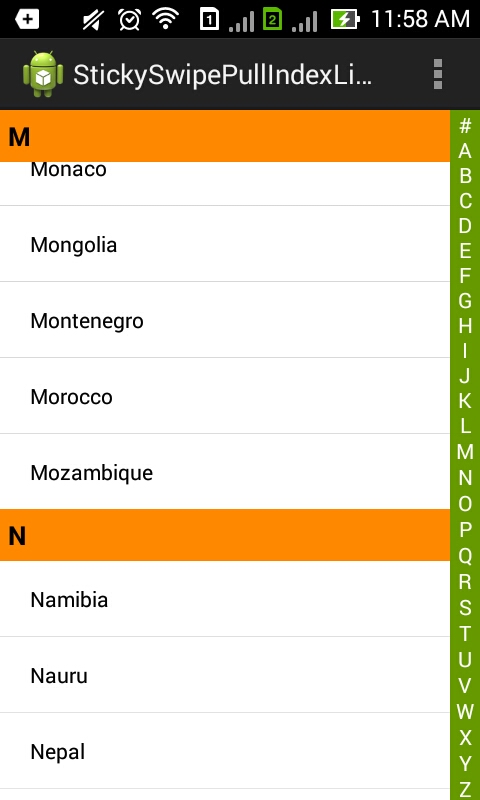 1 2 11:58 AM
StickySwipePullIndexLi...
M
Monaco
Mongolia
Montenegro
Morocco
Mozambique
N
Namibia
Nauru
Nepal
#
A
B
C
D
E
F
G
H
I
J
K
L
M
N
O
P
Q
R
S
T
U
V
W
X
Y
Z